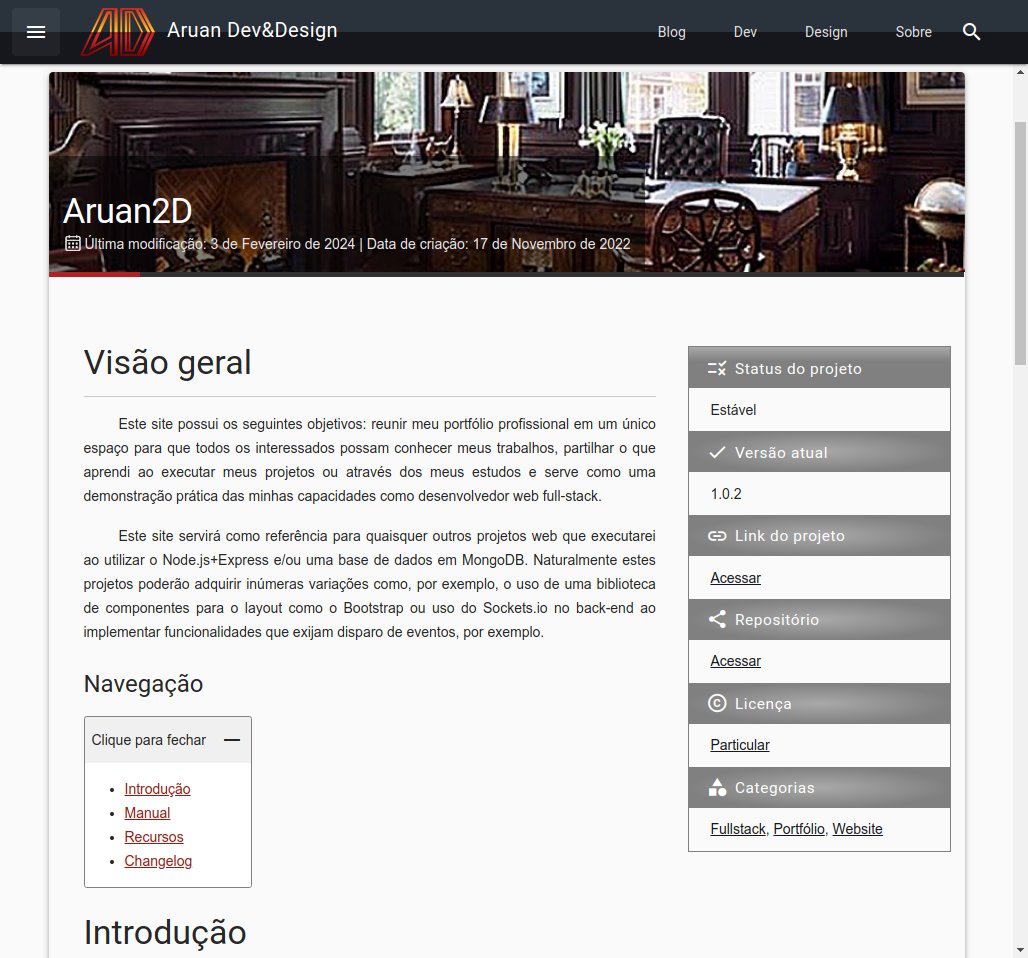 Aruan Dev&Design
Blog
Dev
Design
Sobre
Aruan2D
Última modificação: 3 de Fevereiro de 2024 | Data de criação: 17 de Novembro de 2022
Visão geral
Este site possui os seguintes objetivos: reunir meu portfólio profissional em um único
espaço para que todos os interessados possam conhecer meus trabalhos, partilhar o que
aprendi ao executar meus projetos ou através dos meus estudos e serve como uma
demonstração prática das minhas capacidades como desenvolvedor web full-stack.
Este site servirá como referência para quaisquer outros projetos web que executarei
ao utilizar o Node.js+Express e/ou uma base de dados em MongoDB. Naturalmente estes
projetos poderão adquirir inúmeras variações como, por exemplo, o uso de uma biblioteca
de componentes para o layout como o Bootstrap ou uso do Sockets.io no back-end ao
implementar funcionalidades que exijam disparo de eventos, por exemplo.
Navegação
Clique para fechar
Introdução
Manual
Recursos
Changelog
Introdução
Status do projeto
Estável
Versão atual
1.0.2
Link do projeto
Acessar
Repositório
Acessar
Licença
Particular
Categorias
Fullstack, Portfólio, Website